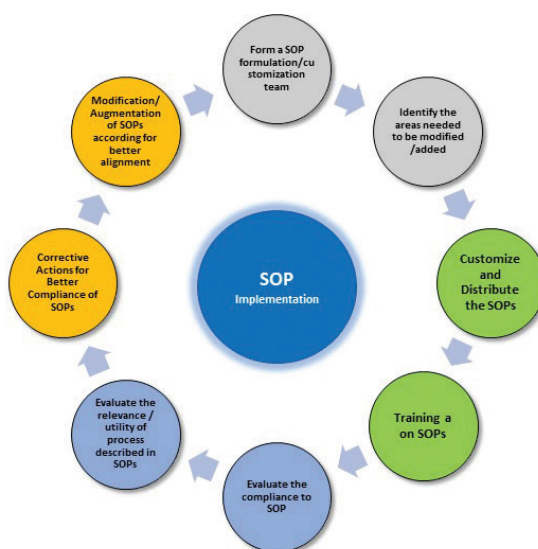 Form a SOP
formulation/cu
stomization
team
Identify the
areas needed
to be modified
/added
Customize
and
Distribute
the SOPs
Training a
on SOPs
Evaluate the
compliance to
SOP
Evaluate the
relevance /
utility of
process
described in
SOPs
Corrective
Actions for
Better
Compliance of
SOPs
Modification/
Augmentation
of SOPs
according for
better
alignment
SOP
Implementation